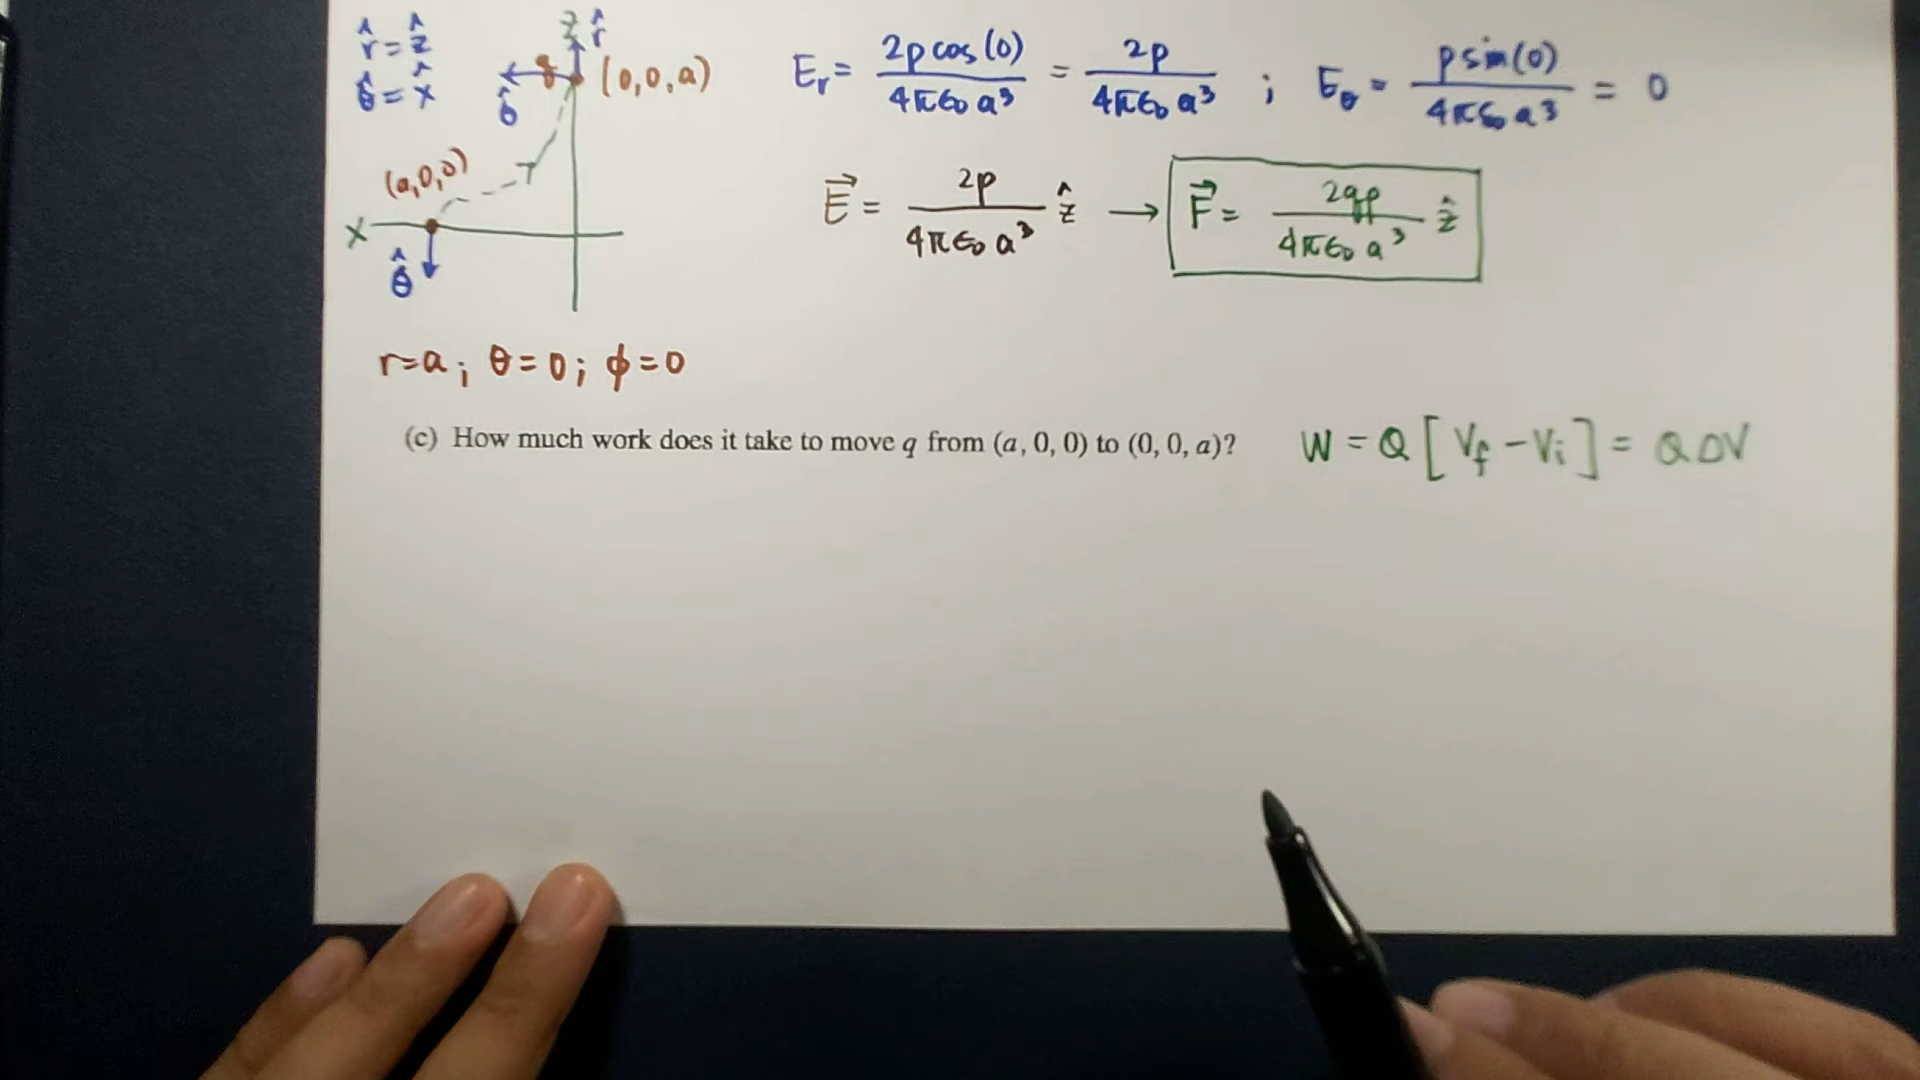 r̂ = ẑ
θ̂ = x̂
z
r̂
θ̂
(0,0,a)
(a,0,0)
x
θ̂
E_r = 2p cos(0) / 4πε₀a³ = 2p / 4πε₀a³ ; E_θ = p sin(0) / 4πε₀a³ = 0
E⃗ = 2p / 4πε₀a³ ẑ → F⃗ = 2qp / 4πε₀a³ ẑ
r=a; θ=0; ϕ=0
(c) How much work does it take to move q from (a, 0, 0) to (0, 0, a)? W = Q[V_f - V_i] = QΔV